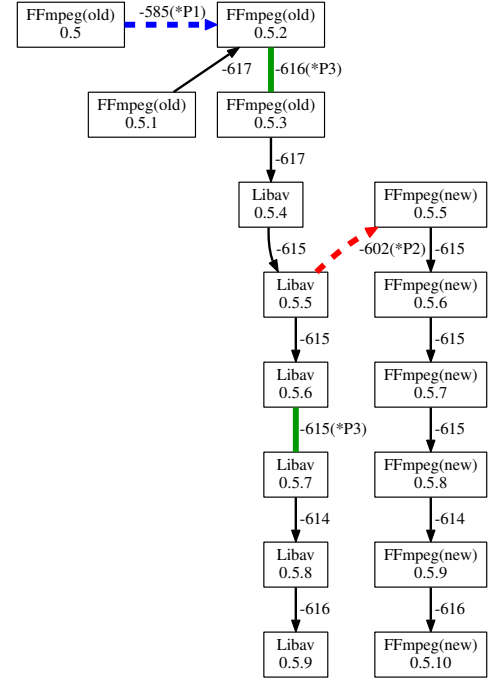 FFmpeg(old)
0.5
-585(*P1)
FFmpeg(old)
0.5.2
-617
-616(*P3)
FFmpeg(old)
0.5.1
FFmpeg(old)
0.5.3
-617
Libav
0.5.4
FFmpeg(new)
0.5.5
-615
-602(*P2)
-615
Libav
0.5.5
FFmpeg(new)
0.5.6
-615
-615
Libav
0.5.6
FFmpeg(new)
0.5.7
-615(*P3)
-615
Libav
0.5.7
FFmpeg(new)
0.5.8
-614
-614
Libav
0.5.8
FFmpeg(new)
0.5.9
-616
-616
Libav
0.5.9
FFmpeg(new)
0.5.10